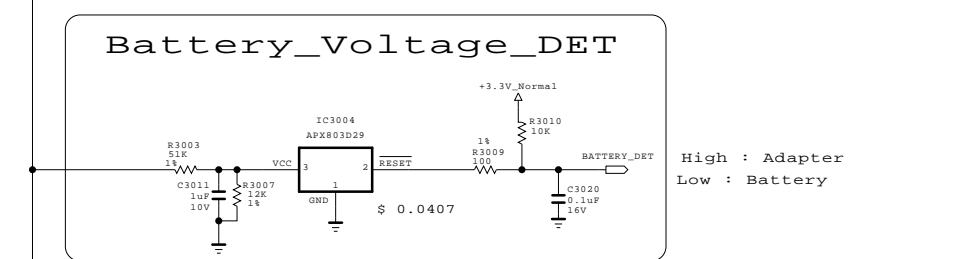 Battery_Voltage_DET
+3.3V_Normal
IC3004
APX803D29
R3010
10K
R3003
51K
1%
1%
R3009
100
VCC
3
2
RESET
BATTERY_DET
High : Adapter
Low : Battery
C3011
1uF
10V
R3007
12K
1%
1
GND
$ 0.0407
C3020
0.1uF
16V